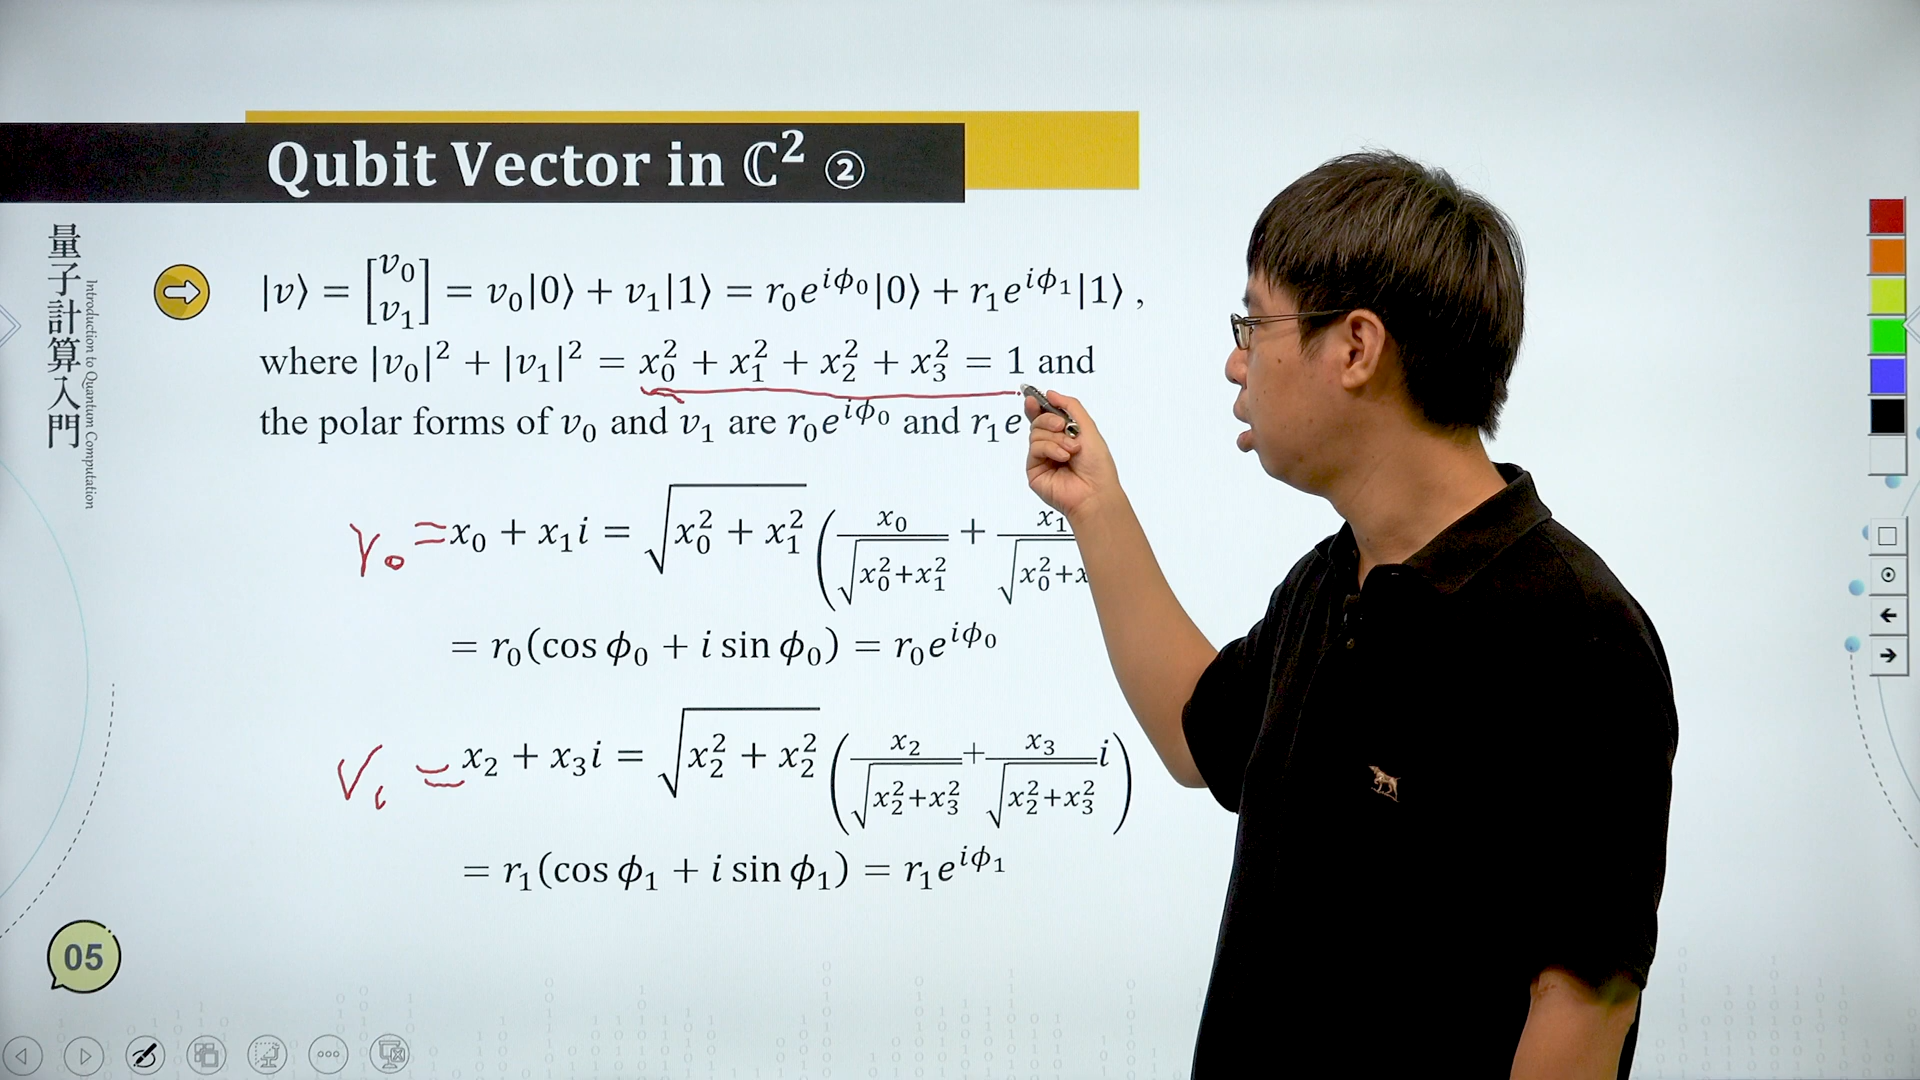 Qubit Vector in ℂ² ②
量子計算入門
Introduction to Quantum Computation
|v⟩ = [v₀ v₁] = v₀|0⟩ + v₁|1⟩ = r₀e^{iϕ₀}|0⟩ + r₁e^{iϕ₁}|1⟩ ,
where |v₀|² + |v₁|² = x₀² + x₁² + x₂² + x₃² = 1 and
the polar forms of v₀ and v₁ are r₀e^{iϕ₀} and r₁e
v₀ = x₀ + x₁i = √(x₀² + x₁²) ( x₀/√(x₀²+x₁²) + x₁/√(x₀²+x
= r₀(cos ϕ₀ + i sin ϕ₀) = r₀e^{iϕ₀}
v₁ = x₂ + x₃i = √(x₂² + x₂²) ( x₂/√(x₂²+x₃²) + x₃/√(x₂²+x₃²) i )
= r₁(cos ϕ₁ + i sin ϕ₁) = r₁e^{iϕ₁}
05